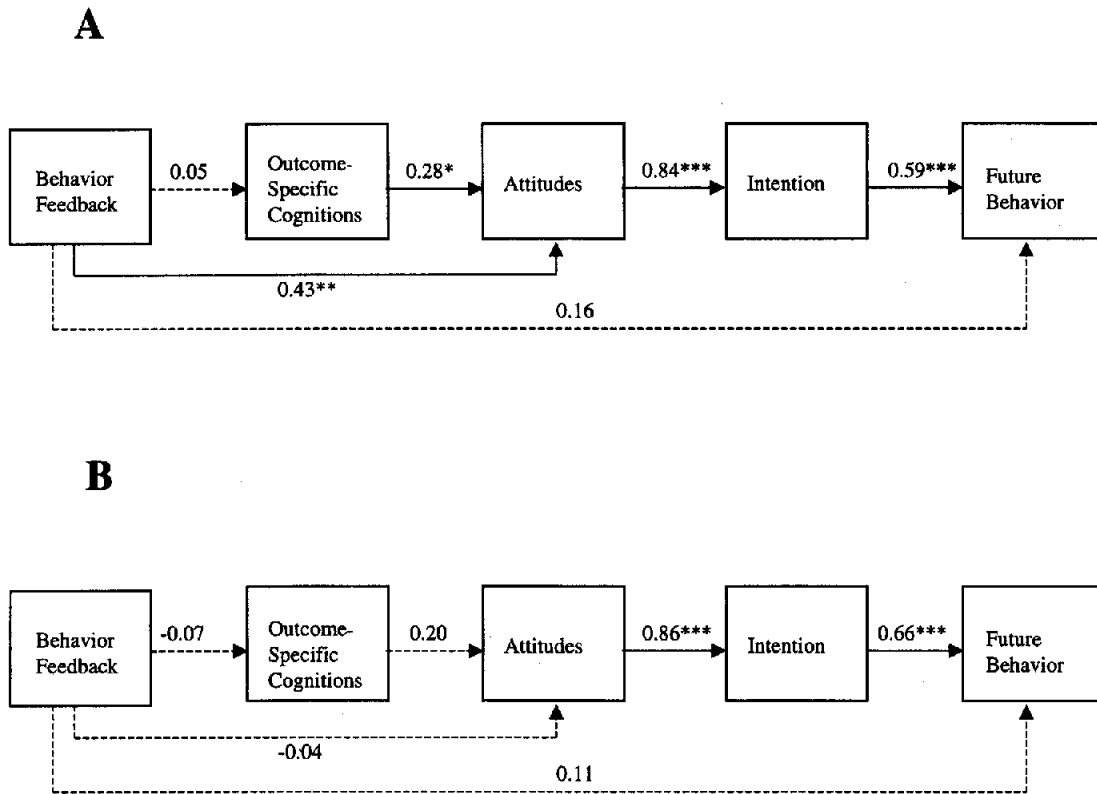 A
Behavior
Feedback
0.05
Outcome-
Specific
Cognitions
0.28*
Attitudes
0.84***
Intention
0.59***
Future
Behavior
0.43**
0.16
B
Behavior
Feedback
-0.07
Outcome-
Specific
Cognitions
0.20
Attitudes
0.86***
Intention
0.66***
Future
Behavior
-0.04
0.11